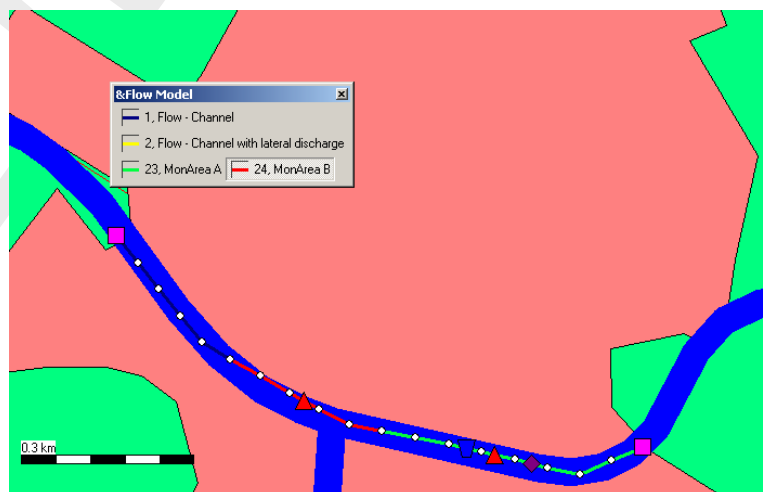 &Flow Model
1, Flow - Channel
2, Flow - Channel with lateral discharge
23, MonArea A 24, MonArea B
0.3 km